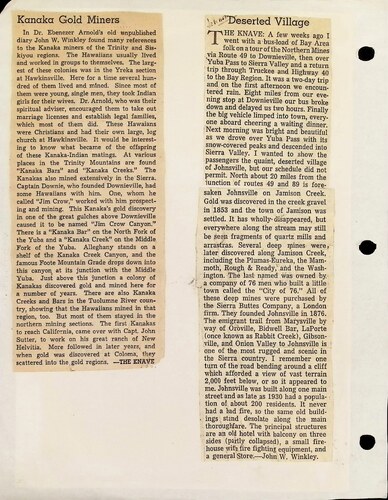 Kanaka Gold Miners
In Dr. Ebenezer Arnold's old unpublished
diary John W. Winkley found many references
to the Kanaka miners of the Trinity and Sis-
kiyou regions. The Hawaiians usually lived
and worked in groups to themselves. The larg-
est of these colonies was in the Yreka section
at Hawkinsville. Here for a time several hun-
dred of them lived and mined. Since most of
them were young, single men, they took Indian
girls for their wives. Dr. Arnold, who was their
spiritual adviser, encouraged them to take out
marriage licenses and establish legal families,
which most of them did. These Hawaiians
were Christians and had their own large, log
church at Hawkinsville. It would be interest-
ing to know what became of the offspring
of these Kanaka-Indian matings. At various
places in the Trinity Mountains are found
"Kanaka Bars" and "Kanaka Creeks." The
Kanakas also mined extensively in the Sierra.
Captain Downie, who founded Downieville, had
some Hawaiians with him. One, whom he
called "Jim Crow," worked with him prospect-
ing and mining. This Kanaka's gold discovery
in one of the great gulches above Downieville
caused it to be named "Jim Crow Canyon."
There is a "Kanaka Bar" on the North Fork of
the Yuba and a "Kanaka Creek" on the Middle
Fork of the Yuba. Alleghany stands on a
shelf of the Kanaka Creek Canyon, and the
famous Foote Mountain Grade drops down into
this canyon at its junction with the Middle
Yuba. Just above this junction a colony of
Kanakas discovered gold and mined here for
a number of years. There are also Kanaka
Creeks and Bars in the Tuolumne River coun-
try, showing that the Hawaiians mined in that
region, too. But most of them stayed in the
northern mining sections. The first Kanakas
to reach California, came over with Capt. John
Sutter, to work on his great ranch of New
Helvitia. More followed in later years, and
when gold was discovered at Coloma, they
scattered into the gold regions. —THE KNAVE
Deserted Village
THE KNAVE: A few weeks ago I
went with a bus-load of Bay Area
folk on a tour of the Northern Mines
via Route 49 to Downieville, then over
Yuba Pass to Sierra Valley and a return
trip through Truckee and Highway 40
to the Bay Region. It was a two-day trip
and on the first afternoon we encoun-
tered rain. Eight miles from our eve-
ning stop at Downieville our bus broke
down and delayed us two hours. Finally
the big vehicle limped into town, every-
one aboard cheering a waiting dinner.
Next morning was bright and beautiful
as we drove over Yuba Pass with its
snow-covered peaks and descended into
Sierra Valley. I wanted to show the
passengers the quaint, deserted village
of Johnsville, but our schedule did not
permit. North about 20 miles from the
junction of routes 49 and 89 is fore-
saken Johnsville on Jamison Creek.
Gold was discovered in the creek gravel
in 1853 and the town of Jamison was
settled. It has wholly disappeared, but
everywhere along the stream may still
be seen fragments of quartz mills and
arrastras. Several deep mines were
later discovered along Jamison Creek,
including the Plumas-Eureka, the Mam-
moth, Rough & Ready, and the Wash-
ington. The last named was owned by
a company of 76 men who built a little
town called the "City of 76." All of
these deep mines were purchased by
the Sierra Buttes Company, a London
firm. They founded Johnsville in 1876.
The emigrant trail from Marysville by
way of Oroville, Bidwell Bar, LaPorte
(once known as Rabbit Creek), Gibson-
ville, and Onion Valley to Johnsville is
one of the most rugged and scenic in
the Sierra country. I remember one
turn of the road bending around a cliff
which afforded a view of vast terrain
2,000 feet below, or so it appeared to
me. Johnsville was built along one main
street and as late as 1930 had a popula-
tion of about 200 residents. It never
had a bad fire, so the same old build-
ings stand desolate along the main
thoroughfare. The principal structures
are an old hotel with balcony on three
sides (partly collapsed), a small fire-
house with fire fighting equipment, and
a general Store.—John W. Winkley.